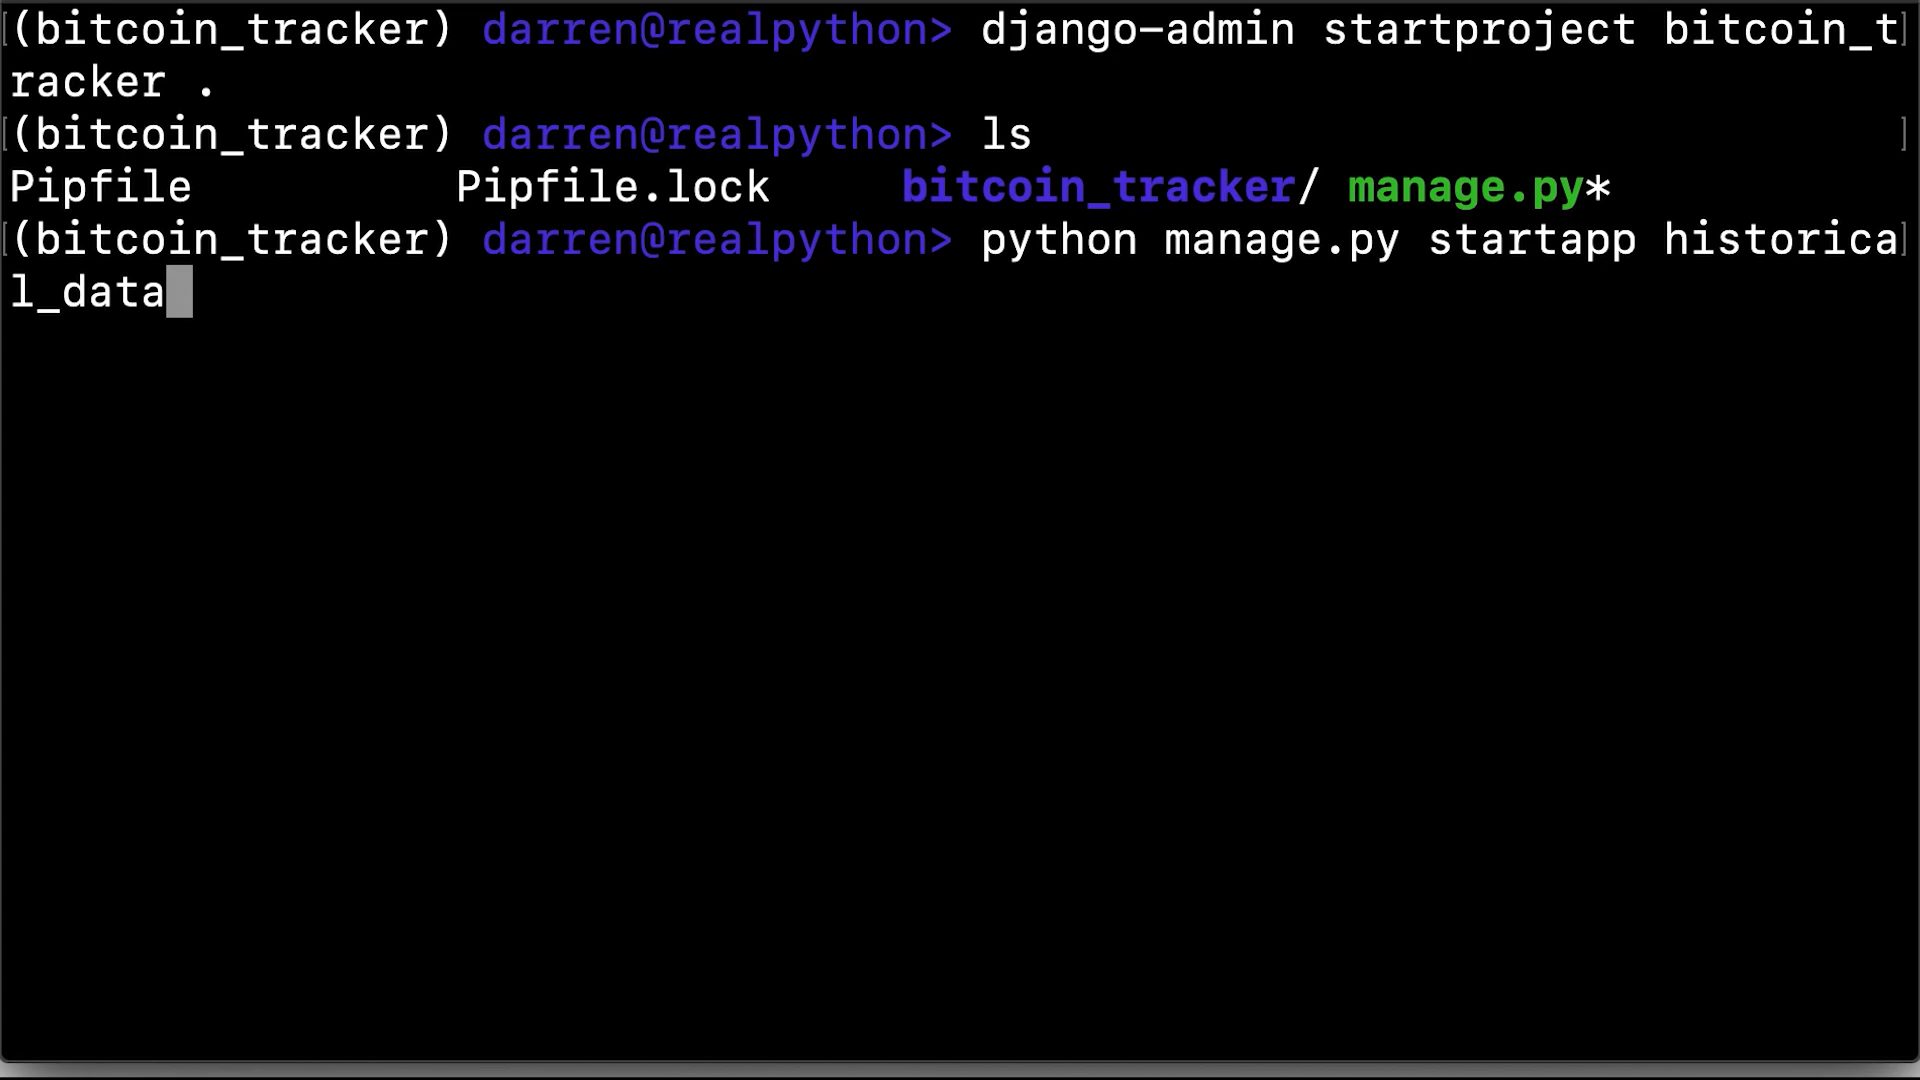 (bitcoin_tracker) darren@realpython> django-admin startproject bitcoin_t
racker .
(bitcoin_tracker) darren@realpython> ls
Pipfile Pipfile.lock bitcoin_tracker/ manage.py*
(bitcoin_tracker) darren@realpython> python manage.py startapp historica
l_data